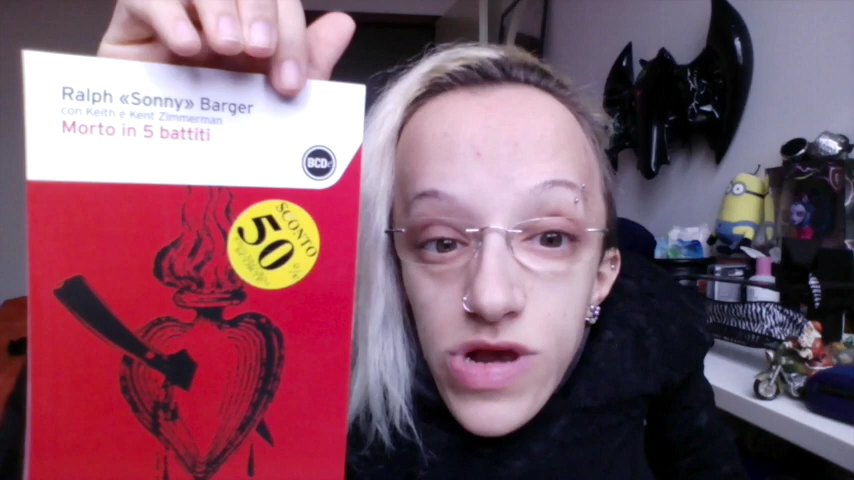 Ralph «Sonny» Barger
con Keith e Kent Zimmerman
Morto in 5 battiti
BCDe
SCONTO
50%